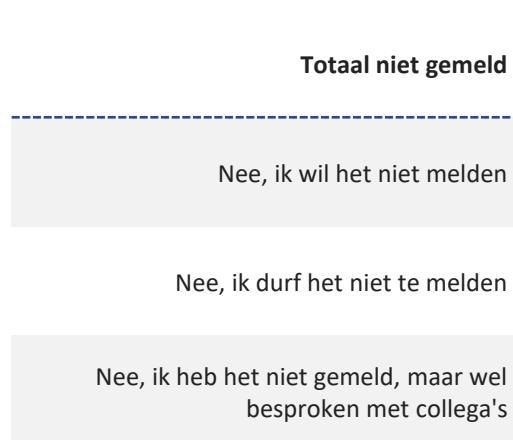 Totaal niet gemeld
Nee, ik wil het niet melden
Nee, ik durf het niet te melden
Nee, ik heb het niet gemeld, maar wel
besproken met collega's